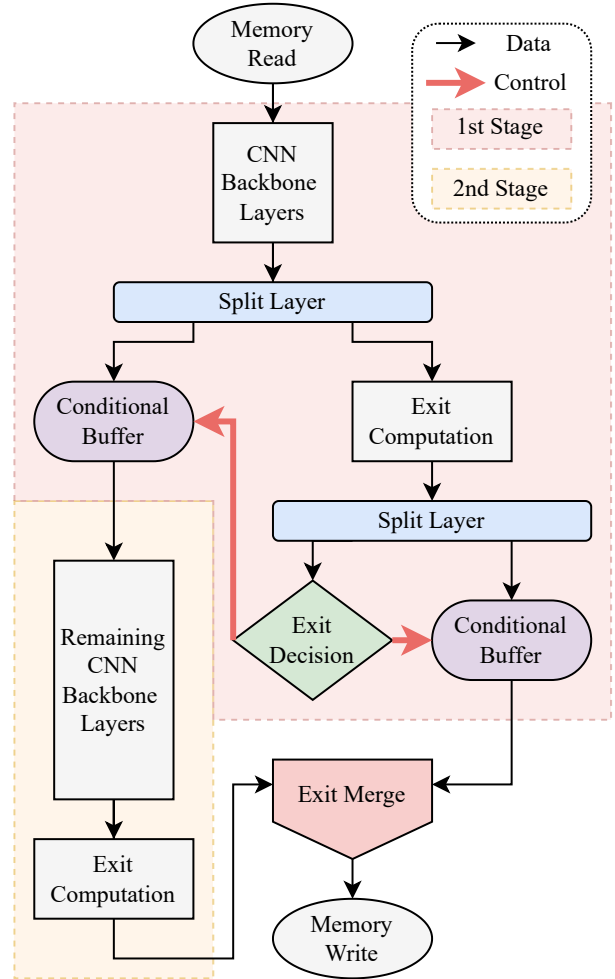 Memory
Read
Data
Control
1st Stage
2nd Stage
CNN
Backbone
Layers
Split Layer
Conditional
Buffer
Exit
Computation
Split Layer
Exit
Decision
Conditional
Buffer
Remaining
CNN
Backbone
Layers
Exit Merge
Exit
Computation
Memory
Write